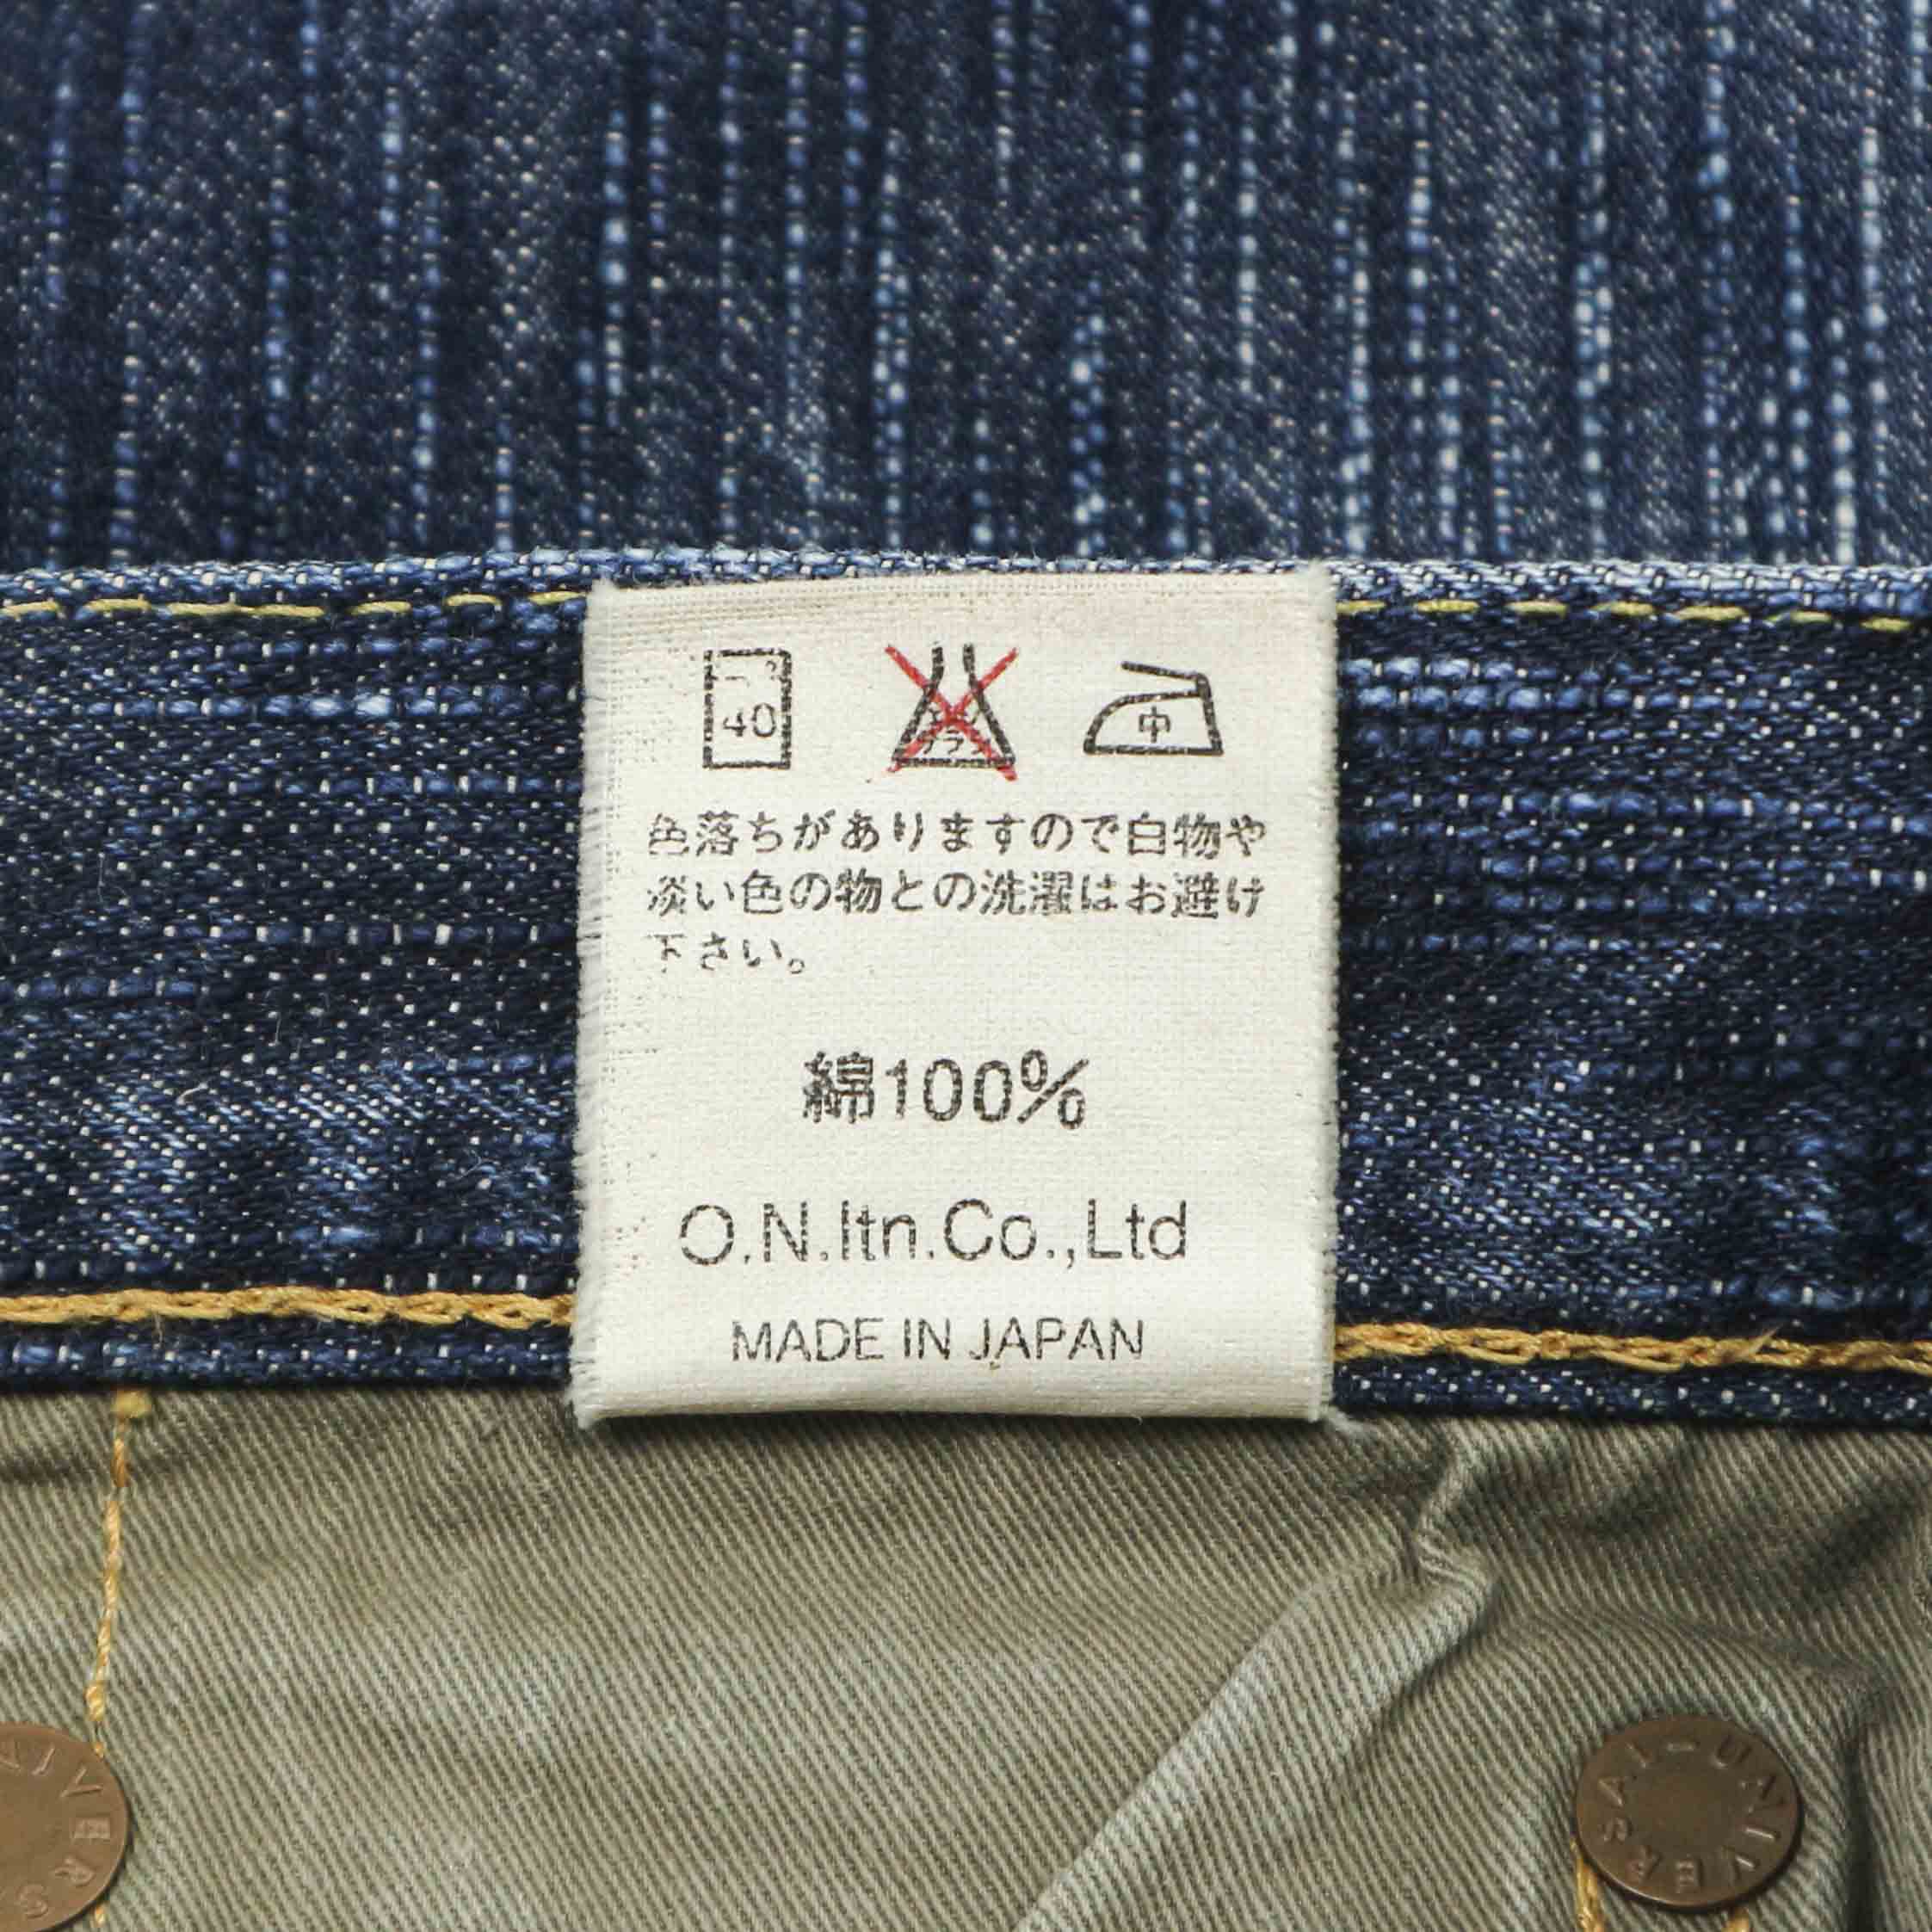 40
中
色落ちがありますので白物や
淡い色の物との洗濯はお避け
下さい。
綿100%
O.N.Itn.Co.,Ltd
MADE IN JAPAN
UNIVERSAL